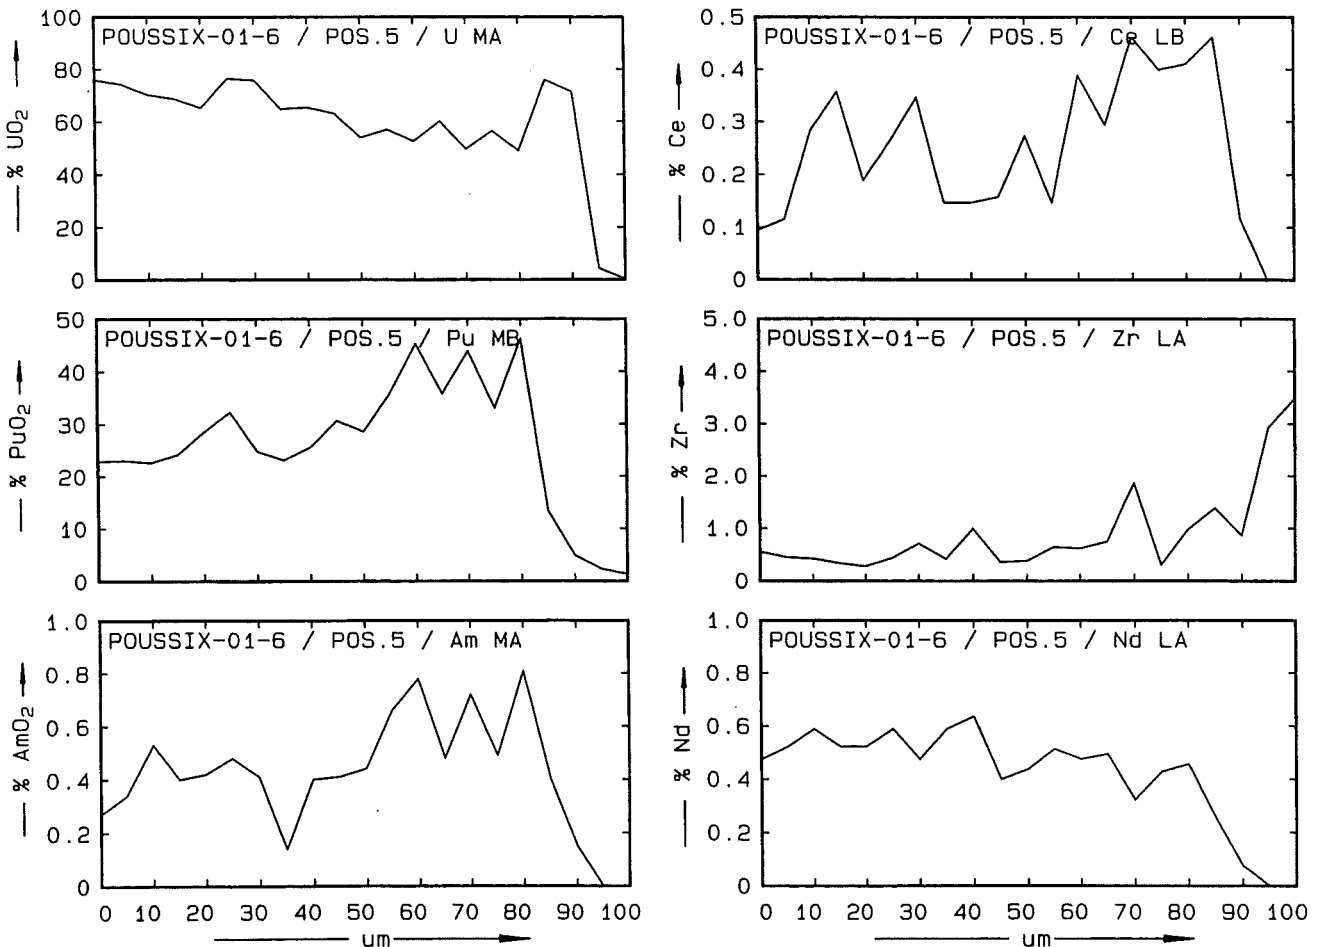 POUSSIX-01-6 / POS.5 / U MA
% UO2
100
80
60
40
20
0
POUSSIX-01-6 / POS.5 / Ce LB
% Ce
0.5
0.4
0.3
0.2
0.1
0
POUSSIX-01-6 / POS.5 / Pu MB
% PuO2
50
40
30
20
10
0
POUSSIX-01-6 / POS.5 / Zr LA
% Zr
5.0
4.0
3.0
2.0
1.0
0
POUSSIX-01-6 / POS.5 / Am MA
% AmO2
1.0
0.8
0.6
0.4
0.2
0
0 10 20 30 40 50 60 70 80 90 100
um
POUSSIX-01-6 / POS.5 / Nd LA
% Nd
1.0
0.8
0.6
0.4
0.2
0
0 10 20 30 40 50 60 70 80 90 100
um